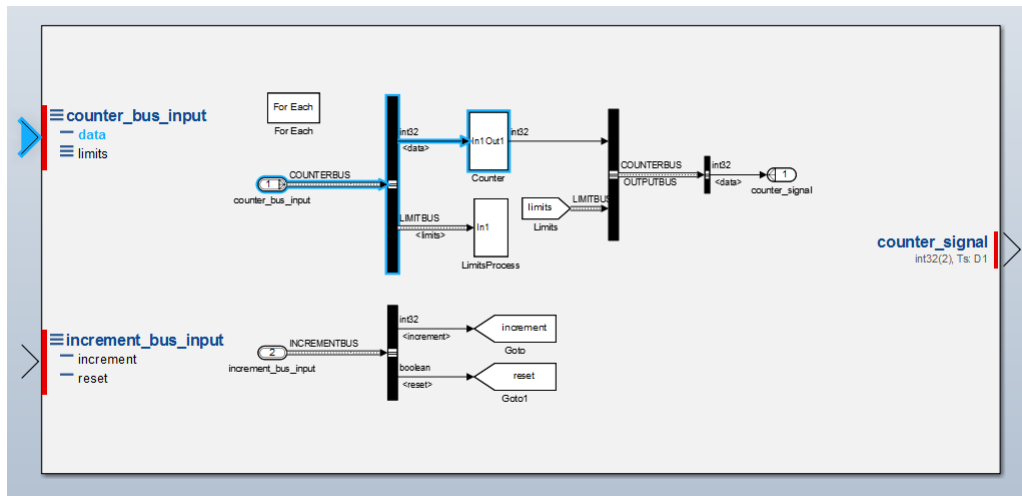 counter_bus_input
data
limits
For Each
For Each
1
counter_bus_input
COUNTERBUS
int32
<data>
In1 Out1
Counter
int32
LIMITBUS
<limits>
In1
LimitsProcess
limits
Limits
LIMITBUS
COUNTERBUS
OUTPUTBUS
int32
<data>
1
counter_signal
counter_signal
int32(2), Ts: D1
increment_bus_input
increment
reset
2
increment_bus_input
INCREMENTBUS
int32
<increment>
increment
Goto
boolean
<reset>
reset
Goto1